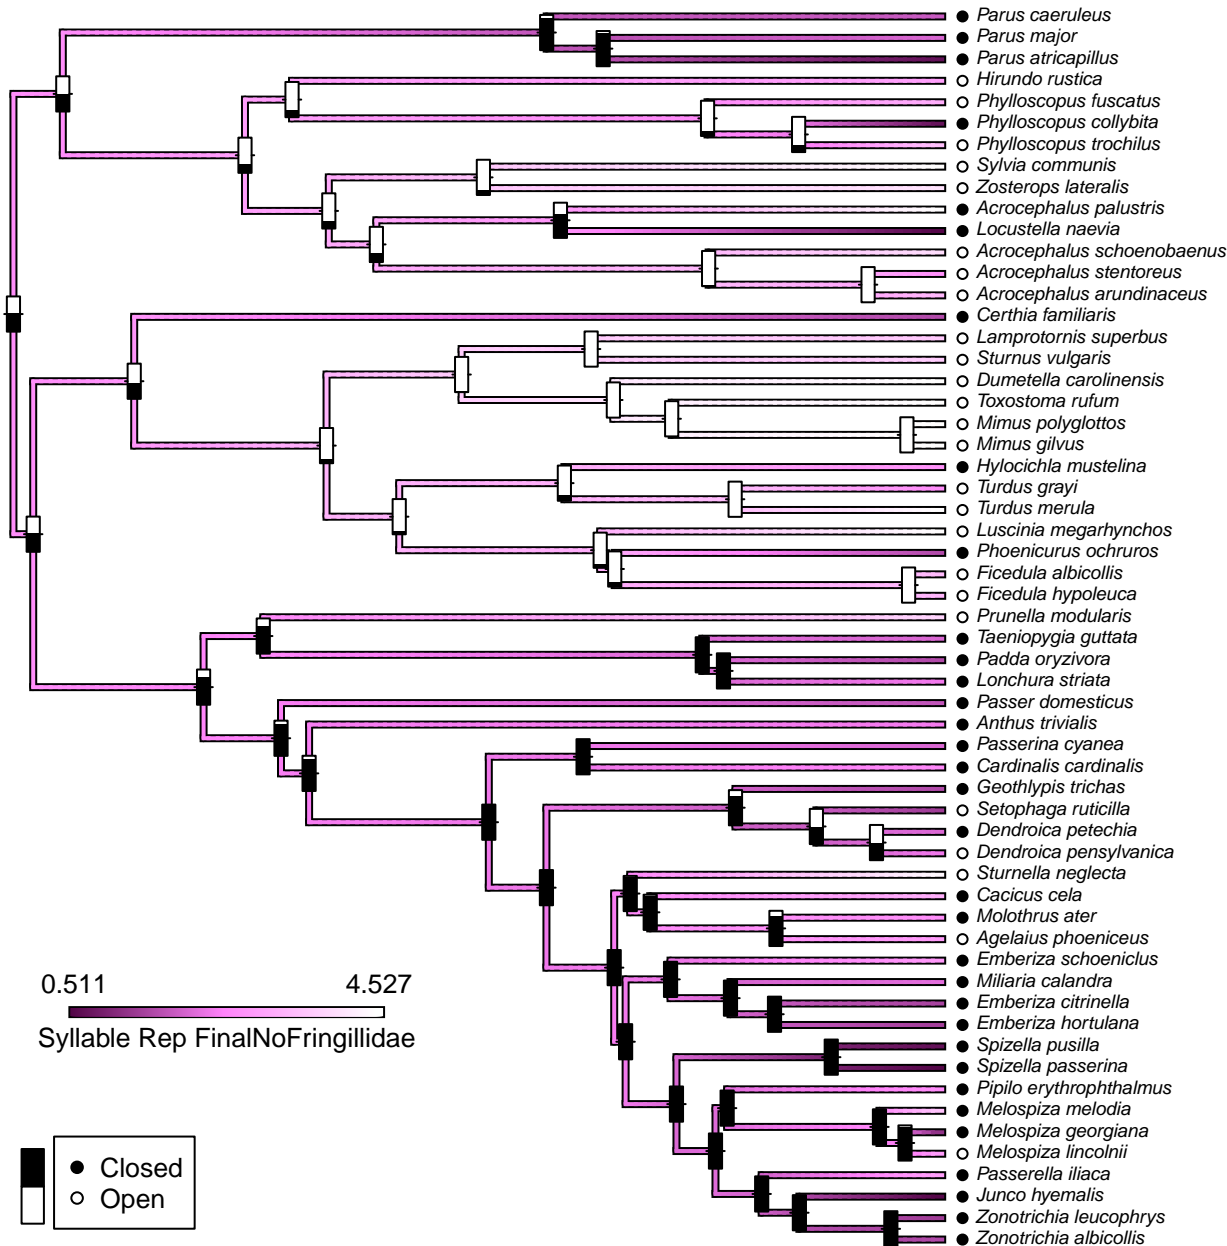 Parus caeruleus
Parus major
Parus atricapillus
Hirundo rustica
Phylloscopus fuscatus
Phylloscopus collybita
Phylloscopus trochilus
Sylvia communis
Zosterops lateralis
Acrocephalus palustris
Locustella naevia
Acrocephalus schoenobaenus
Acrocephalus stentoreus
Acrocephalus arundinaceus
Certhia familiaris
Lamprotornis superbus
Sturnus vulgaris
Dumetella carolinensis
Toxostoma rufum
Mimus polyglottos
Mimus gilvus
Hylocichla mustelina
Turdus grayi
Turdus merula
Luscinia megarhynchos
Phoenicurus ochruros
Ficedula albicollis
Ficedula hypoleuca
Prunella modularis
Taeniopygia guttata
Padda oryzivora
Lonchura striata
Passer domesticus
Anthus trivialis
Passerina cyanea
Cardinalis cardinalis
Geothlypis trichas
Setophaga ruticilla
Dendroica petechia
Dendroica pensylvanica
Sturnella neglecta
Cacicus cela
Molothrus ater
Agelaius phoeniceus
Emberiza schoeniclus
Miliaria calandra
Emberiza citrinella
Emberiza hortulana
Spizella pusilla
Spizella passerina
Pipilo erythrophthalmus
Melospiza melodia
Melospiza georgiana
Melospiza lincolnii
Passerella iliaca
Junco hyemalis
Zonotrichia leucophrys
Zonotrichia albicollis
0.511 4.527
Syllable Rep FinalNoFringillidae
Closed
Open